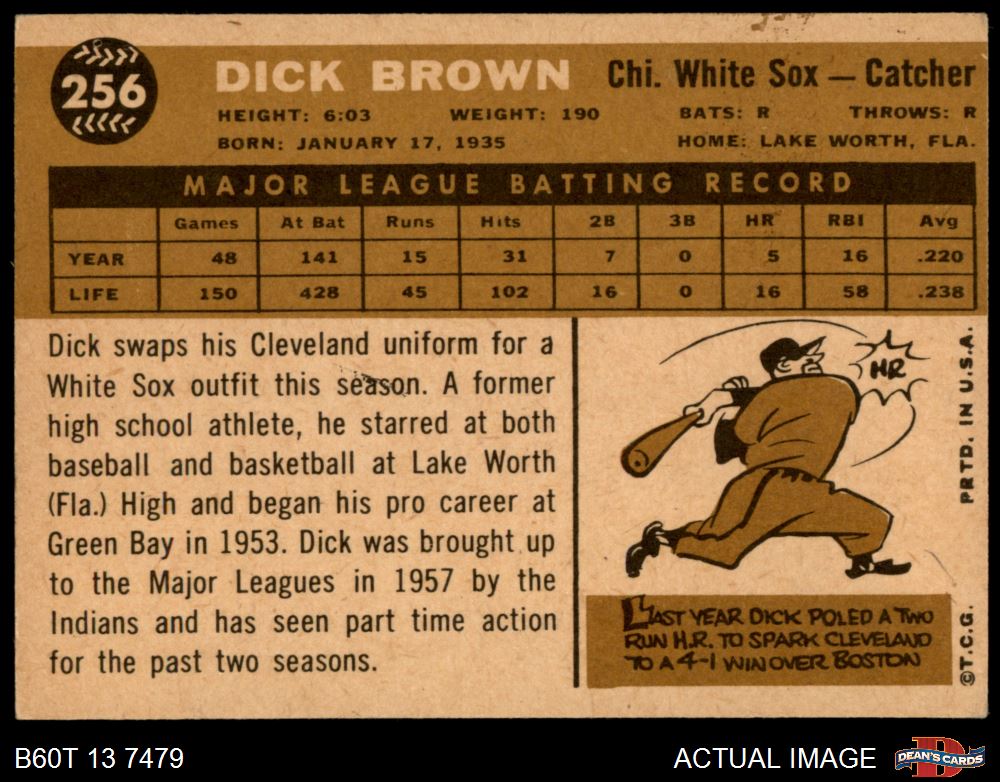 256
DICK BROWN Chi. White Sox — Catcher
HEIGHT: 6:03 WEIGHT: 190 BATS: R THROWS: R
BORN: JANUARY 17, 1935 HOME: LAKE WORTH, FLA.
MAJOR LEAGUE BATTING RECORD
Games At Bat Runs Hits 2B 3B HR RBI Avg
YEAR 48 141 15 31 7 0 5 16 .220
LIFE 150 428 45 102 16 0 16 58 .238
Dick swaps his Cleveland uniform for a
White Sox outfit this season. A former
high school athlete, he starred at both
baseball and basketball at Lake Worth
(Fla.) High and began his pro career at
Green Bay in 1953. Dick was brought up
to the Major Leagues in 1957 by the
Indians and has seen part time action
for the past two seasons.
HR
LAST YEAR DICK POLED A TWO
RUN H.R. TO SPARK CLEVELAND
TO A 4-1 WIN OVER BOSTON
PRTD. IN U.S.A.
©T.C.G.
B60T 13 7479
ACTUAL IMAGE
D
DEAN'S CARDS